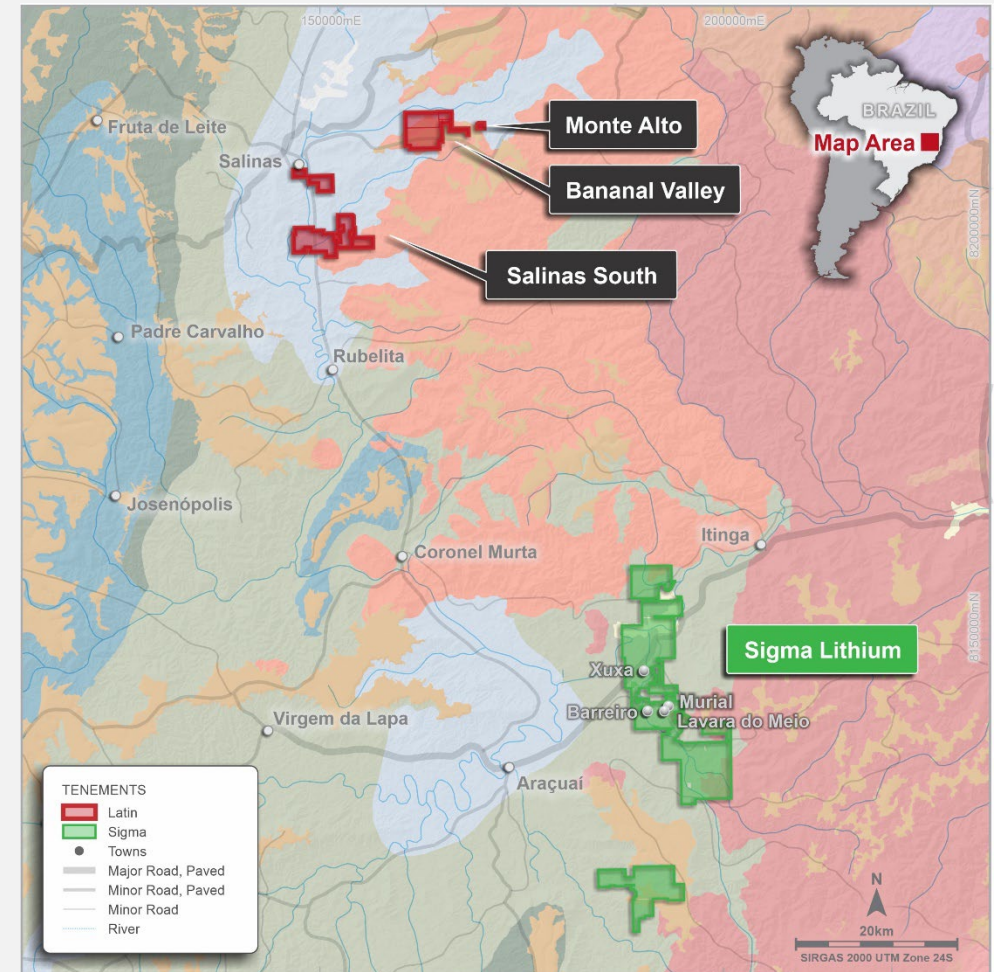 150000mE
200000mE
Fruta de Leite
Salinas
Monte Alto
Bananal Valley
Salinas South
BRAZIL
Map Area
8200000mN
Padre Carvalho
Rubelita
Josenópolis
Coronel Murta
Itinga
8150000mN
Sigma Lithium
Xuxa
Barreiro
Murial
Lavara do Meio
Virgem da Lapa
Araçuaí
TENEMENTS
Latin
Sigma
Towns
Major Road, Paved
Minor Road, Paved
Minor Road
River
N
20km
SIRGAS 2000 UTM Zone 24S